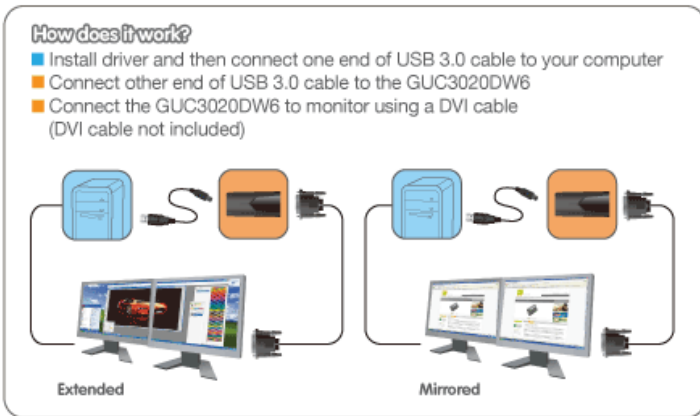 How does it work?
Install driver and then connect one end of USB 3.0 cable to your computer
Connect other end of USB 3.0 cable to the GUC3020DW6
Connect the GUC3020DW6 to monitor using a DVI cable
(DVI cable not included)
Extended
Mirrored